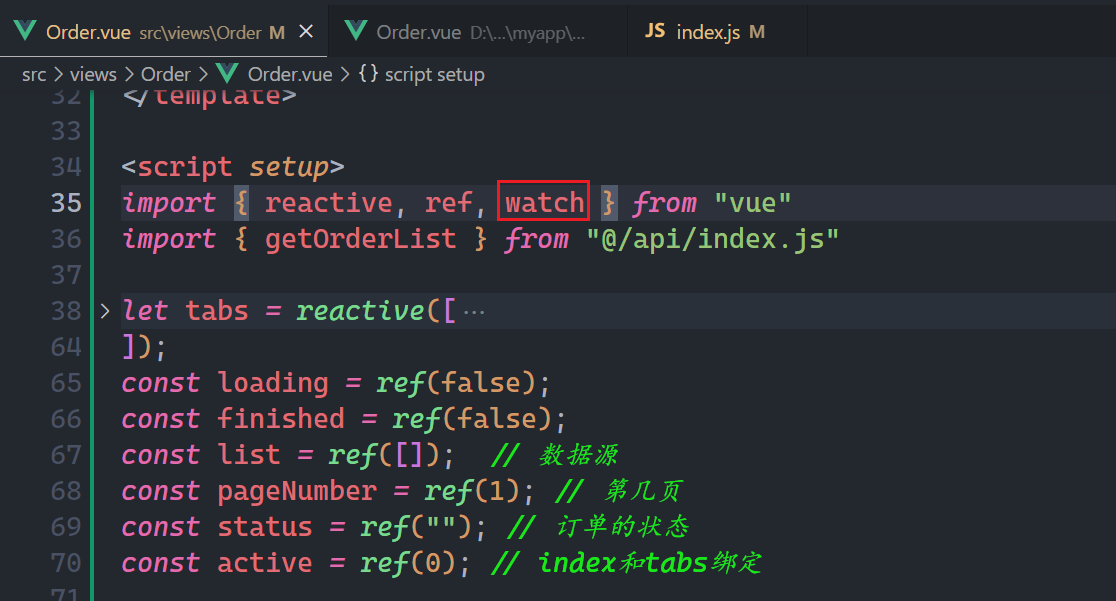 Order.vue src\views\Order M × Order.vue D:\...\myapp\... JS index.js M
src > views > Order > Order.vue > {} script setup
32 </template>
33
34 <script setup>
35 import { reactive, ref, watch } from "vue"
36 import { getOrderList } from "@/api/index.js"
37
38 > let tabs = reactive([ ···
64 ]);
65 const loading = ref(false);
66 const finished = ref(false);
67 const list = ref([]); // 数据源
68 const pageNumber = ref(1); // 第几页
69 const status = ref(""); // 订单的状态
70 const active = ref(0); // index和tabs绑定
71